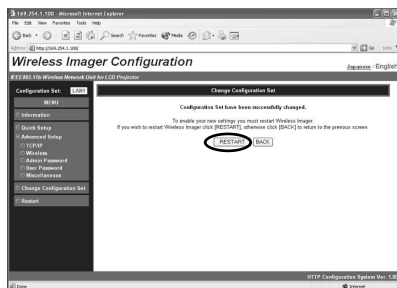 169.254.1.100 - Microsoft Internet Explorer
File Edit View Favorites Tools Help
Back Search Favorites Media
Address http://169.254.1.100/ Go Links
Wireless Imager Configuration
Japanese / English
IEEE802.11b Wireless Network Unit for LCD Projector
Configuration Set: LAN1
Change Configuration Set
MENU
Information
Quick Setup
Advanced Setup
TCP/IP
Wireless
Admin Password
User Password
Miscellaneous
Change Configuration Set
Restart
Configuration Set have been successfully changed.
To enable your new settings you must restart Wireless Imager.
If you wish to restart Wireless Imager click [RESTART], otherwise click [BACK] to return to the previous screen.
RESTART BACK
HTTP Configuration System Ver. 1.00
Done Internet